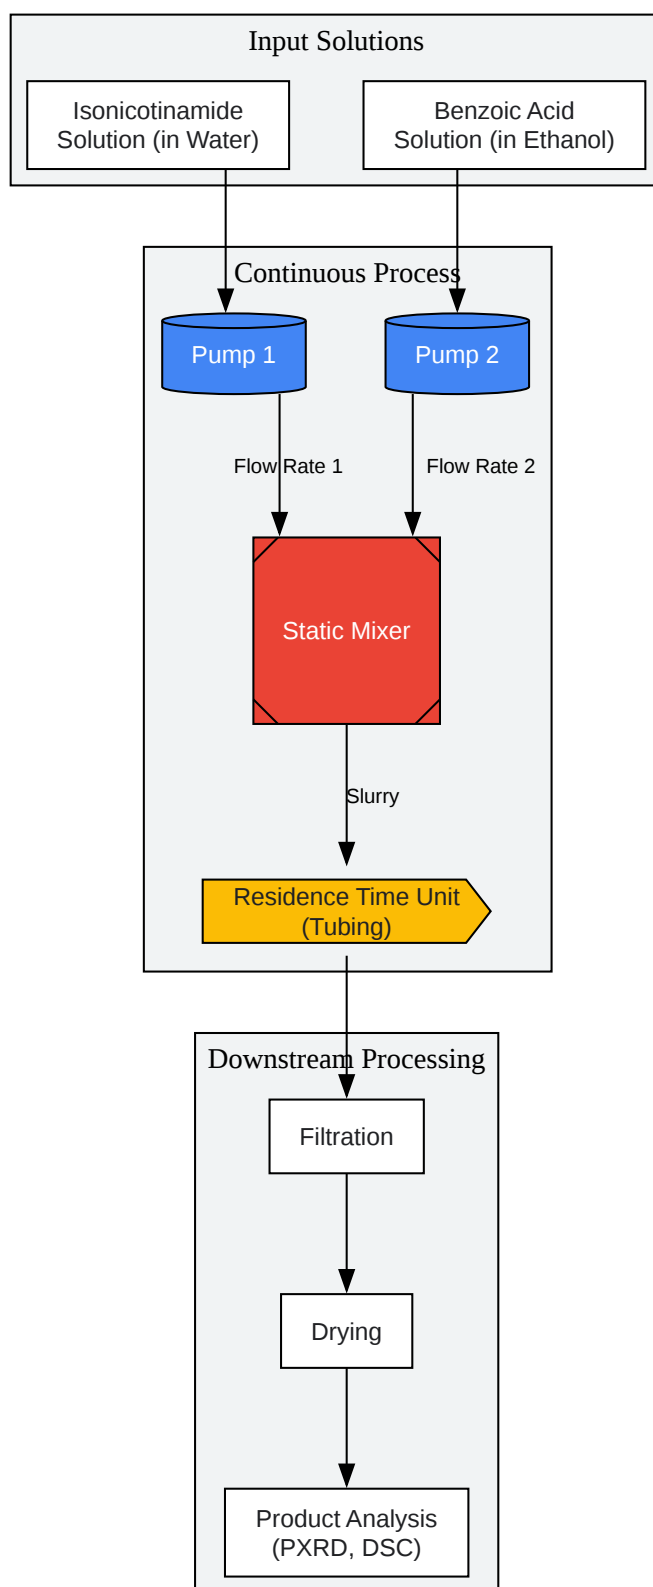 Input Solutions
Isonicotinamide
Solution (in Water)
Benzoic Acid
Solution (in Ethanol)
Continuous Process
Pump 1
Pump 2
Flow Rate 1
Flow Rate 2
Static Mixer
Slurry
Residence Time Unit
(Tubing)
Downstream Processing
Filtration
Drying
Product Analysis
(PXRD, DSC)